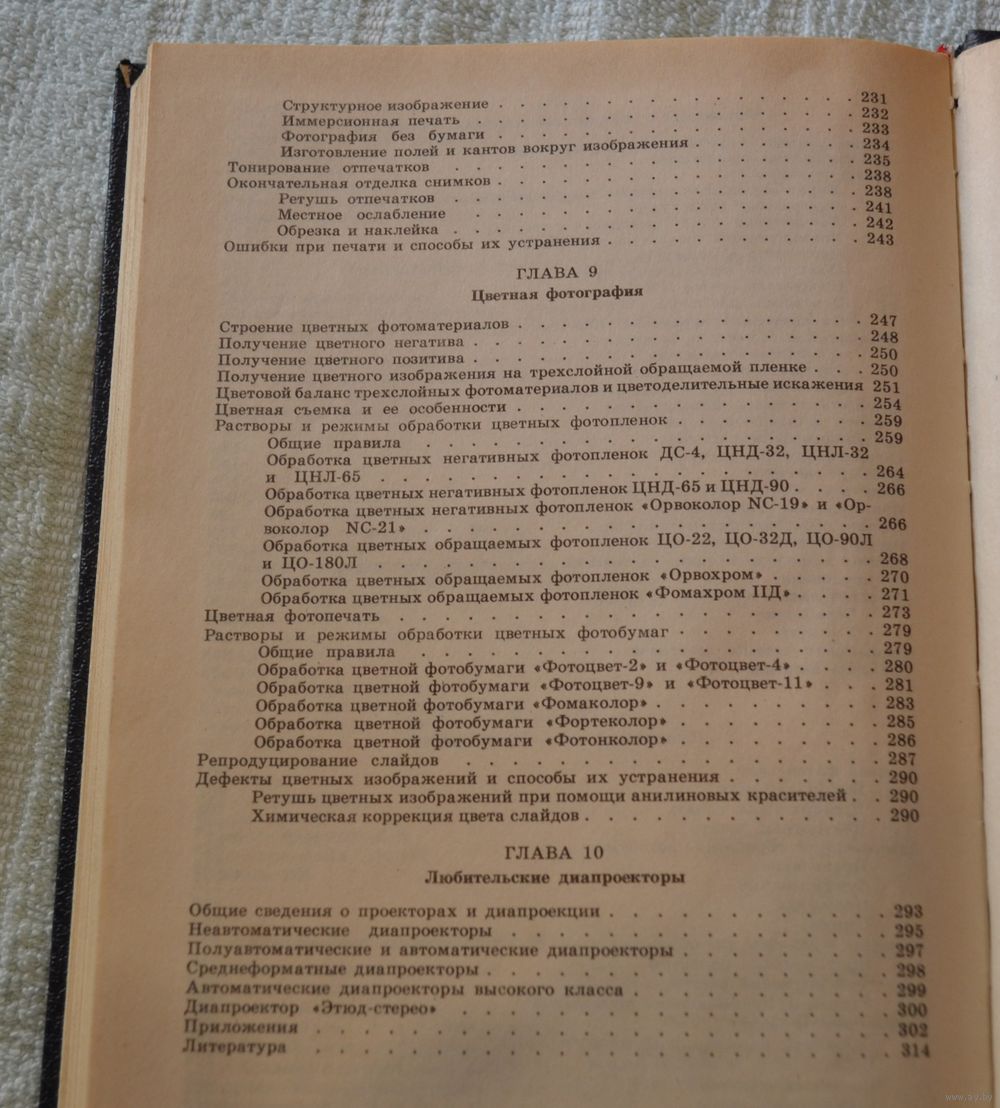 Структурное изображение . . . . . . . . . . . . . . . . 231
Иммерсионная печать . . . . . . . . . . . . . . . . 232
Фотография без бумаги . . . . . . . . . . . . . . . . 233
Изготовление полей и кантов вокруг изображения . . . . . . . 234
Тонирование отпечатков . . . . . . . . . . . . . . . . 235
Окончательная отделка снимков . . . . . . . . . . . . . . . . 238
Ретушь отпечатков . . . . . . . . . . . . . . . . 238
Местное ослабление . . . . . . . . . . . . . . . . 241
Обрезка и наклейка . . . . . . . . . . . . . . . . 242
Ошибки при печати и способы их устранения . . . . . . . . . . . 243
ГЛАВА 9
Цветная фотография
Строение цветных фотоматериалов . . . . . . . . . . . . . . . . 247
Получение цветного негатива . . . . . . . . . . . . . . . . 248
Получение цветного позитива . . . . . . . . . . . . . . . . 250
Получение цветного изображения на трехслойной обращаемой пленке . . . 250
Цветовой баланс трехслойных фотоматериалов и цветоделительные искажения 251
Цветная съемка и ее особенности . . . . . . . . . . . . . . . . 254
Растворы и режимы обработки цветных фотопленок . . . . . . . . . 259
Общие правила . . . . . . . . . . . . . . . . 259
Обработка цветных негативных фотопленок ДС-4, ЦНД-32, ЦНЛ-32
и ЦНЛ-65 . . . . . . . . . . . . . . . . 264
Обработка цветных негативных фотопленок ЦНД-65 и ЦНД-90 . . . . 266
Обработка цветных негативных фотопленок «Орвоколор NC-19» и «Ор-
воколор NC-21» . . . . . . . . . . . . . . . . 266
Обработка цветных обращаемых фотопленок ЦО-22, ЦО-32Д, ЦО-90Л
и ЦО-180Л . . . . . . . . . . . . . . . . 268
Обработка цветных обращаемых фотопленок «Орвохром» . . . . . 270
Обработка цветных обращаемых фотопленок «Фомахром ПД» . . . . 271
Цветная фотопечать . . . . . . . . . . . . . . . . 273
Растворы и режимы обработки цветных фотобумаг . . . . . . . . . 279
Общие правила . . . . . . . . . . . . . . . . 279
Обработка цветной фотобумаги «Фотоцвет-2» и «Фотоцвет-4» . . . . 280
Обработка цветной фотобумаги «Фотоцвет-9» и «Фотоцвет-11» . . . 281
Обработка цветной фотобумаги «Фомаколор» . . . . . . . . . 283
Обработка цветной фотобумаги «Фортеколор» . . . . . . . . . 285
Обработка цветной фотобумаги «Фотонколор» . . . . . . . . . 286
Репродуцирование слайдов . . . . . . . . . . . . . . . . 287
Дефекты цветных изображений и способы их устранения . . . . . . . 290
Ретушь цветных изображений при помощи анилиновых красителей . . 290
Химическая коррекция цвета слайдов . . . . . . . . . . . . 290
ГЛАВА 10
Любительские диапроекторы
Общие сведения о проекторах и диапроекции . . . . . . . . . . . 293
Неавтоматические диапроекторы . . . . . . . . . . . . . . . 295
Полуавтоматические и автоматические диапроекторы . . . . . . . . 297
Среднеформатные диапроекторы . . . . . . . . . . . . . . . . 298
Автоматические диапроекторы высокого класса . . . . . . . . . . 299
Диапроектор «Этюд-стерео» . . . . . . . . . . . . . . . . 300
Приложения . . . . . . . . . . . . . . . . 302
Литература . . . . . . . . . . . . . . . . 314
www.ay.by